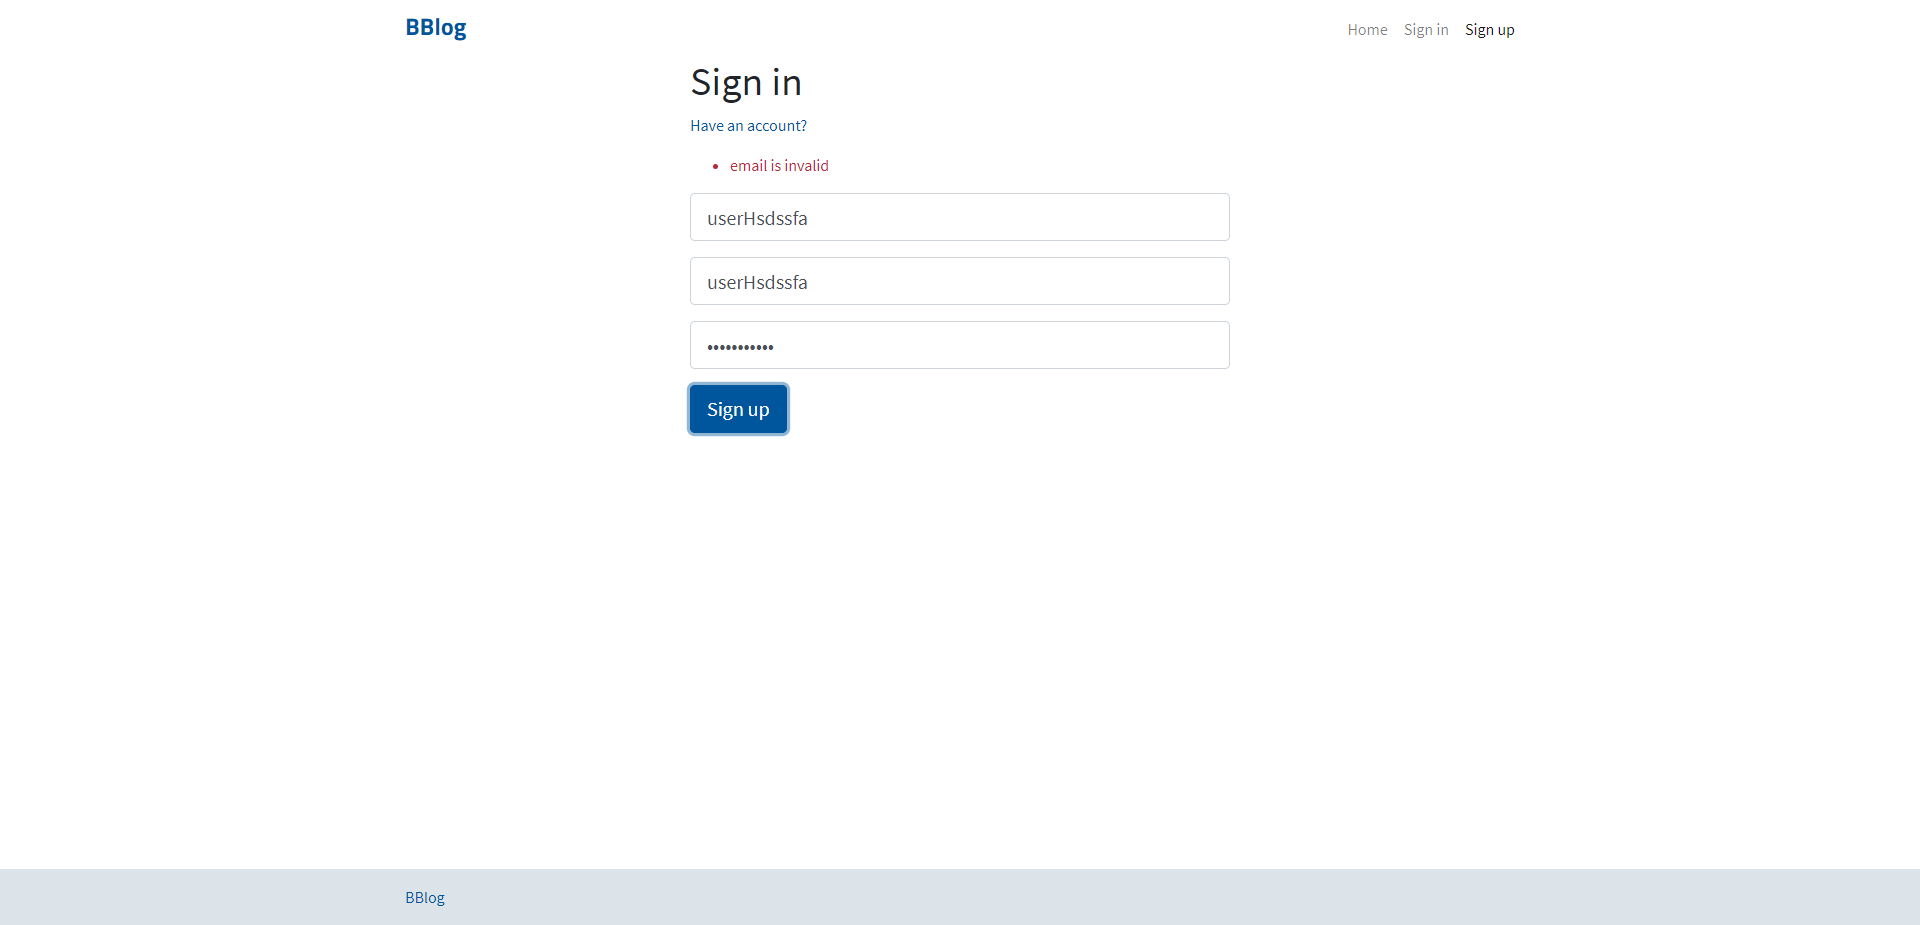 BBlog
Home Sign in Sign up
Sign in
Have an account?
• email is invalid
userHsdssfa
userHsdssfa
•••••••••••
Sign up
BBlog